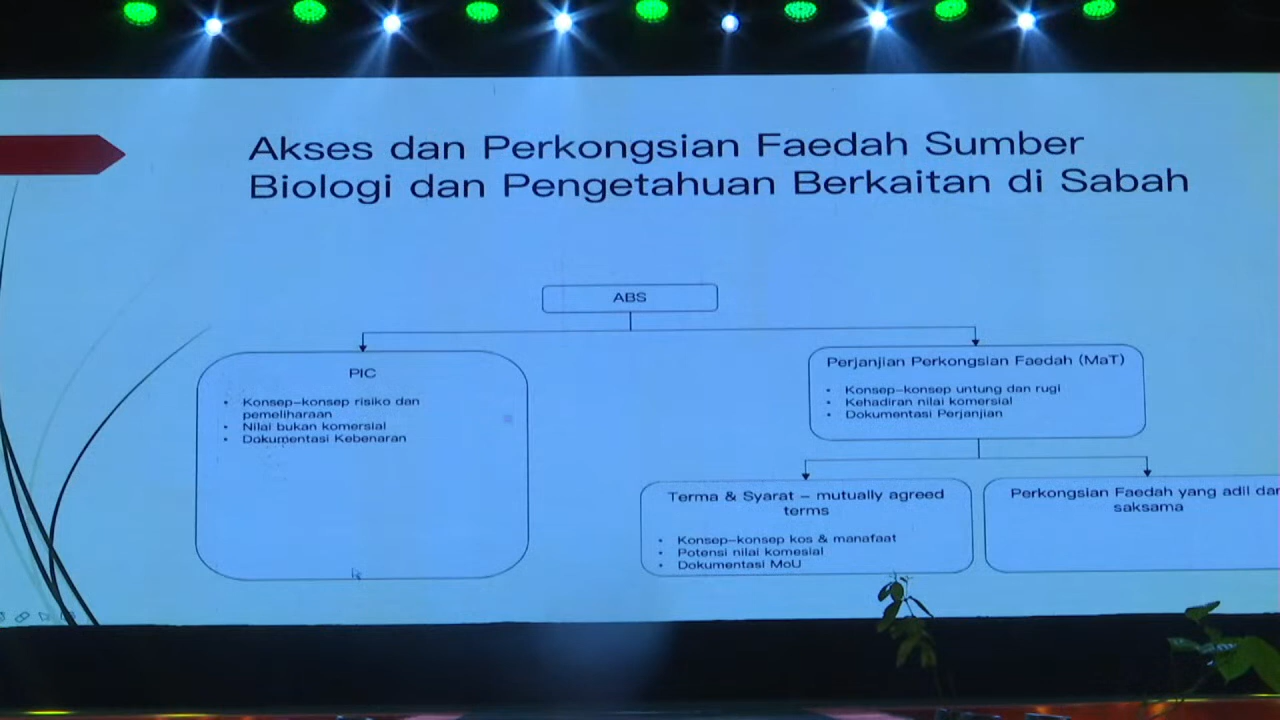 Akses dan Perkongsian Faedah Sumber
Biologi dan Pengetahuan Berkaitan di Sabah
ABS
PIC
• Konsep-konsep risiko dan
pemeliharaan
• Nilai bukan komersial
• Dokumentasi Kebenaran
Perjanjian Perkongsian Faedah (MaT)
• Konsep-konsep untung dan rugi
• Kehadiran nilai komersial
• Dokumentasi Perjanjian
Terma & Syarat – mutually agreed
terms
• Konsep-konsep kos & manafaat
• Potensi nilai komesial
• Dokumentasi MoU
Perkongsian Faedah yang adil dan
saksama